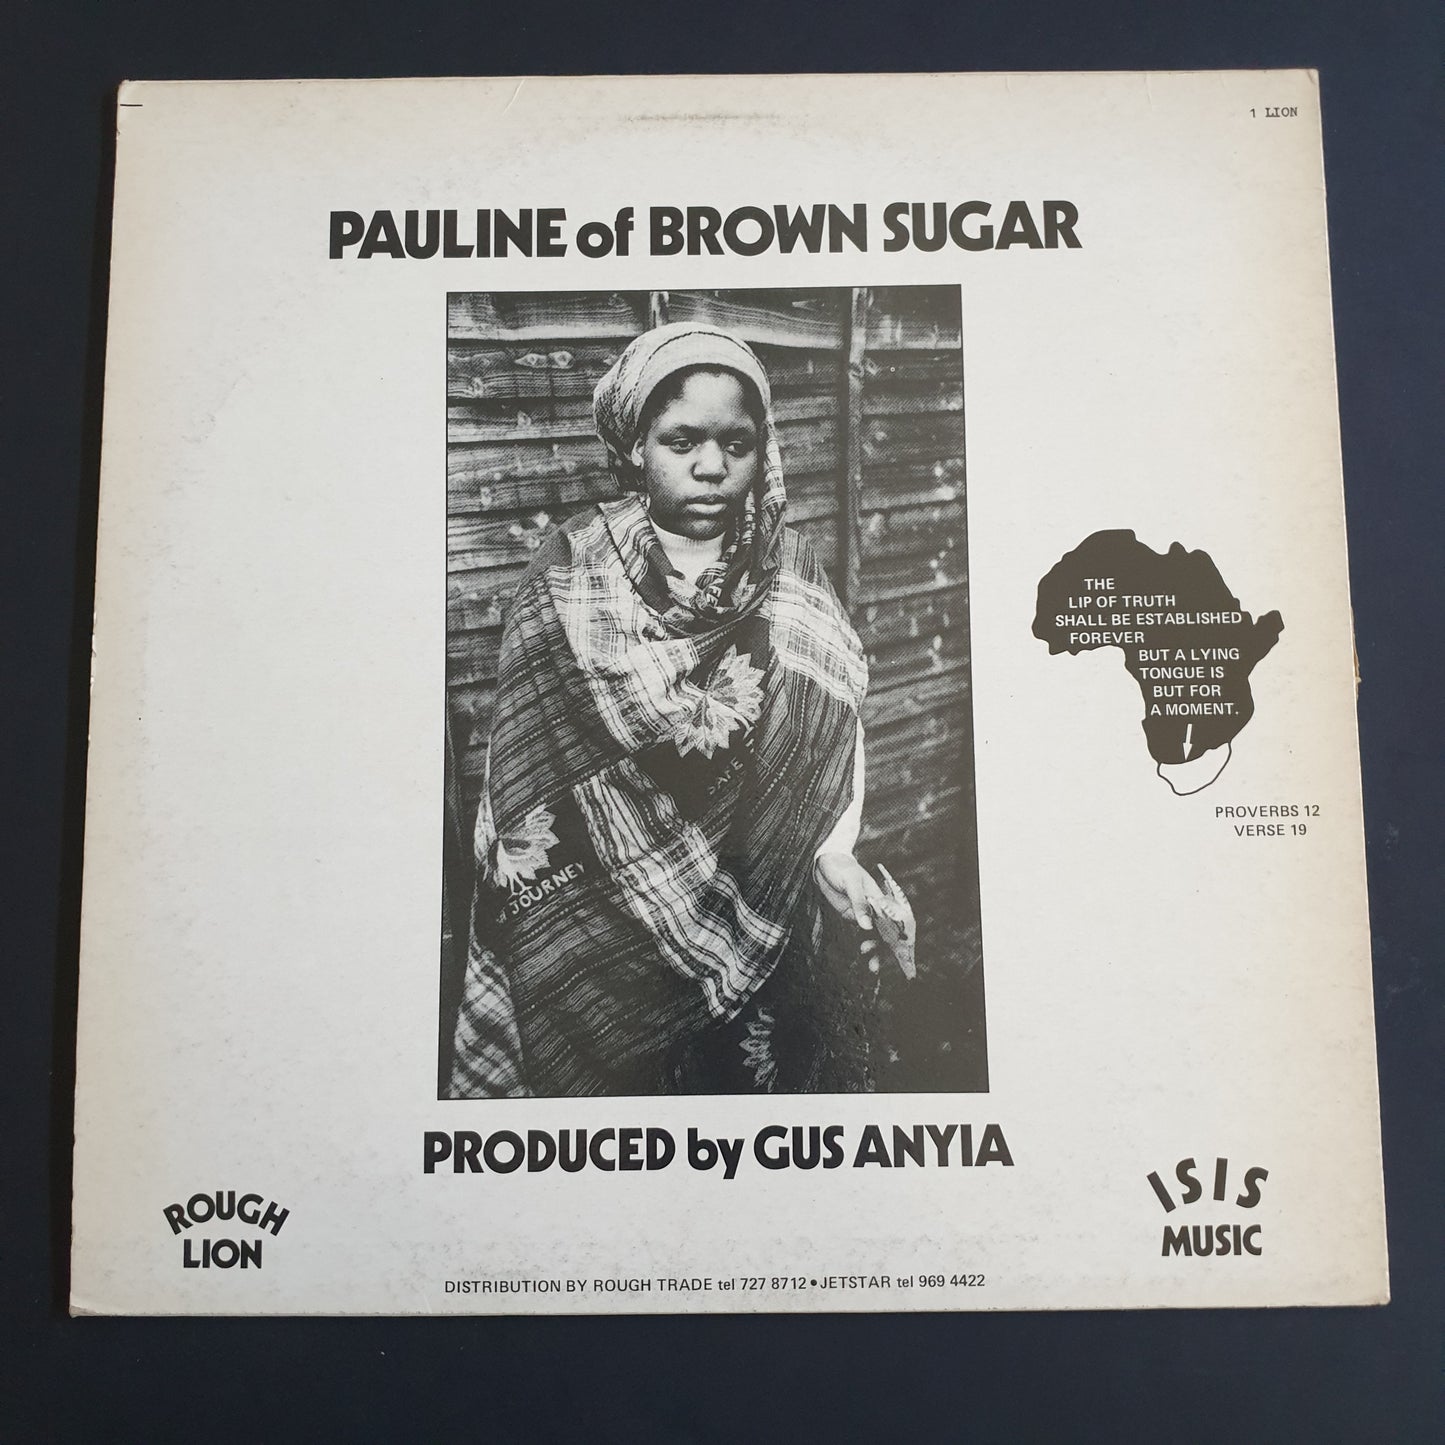 1 LION
PAULINE of BROWN SUGAR
THE
LIP OF TRUTH
SHALL BE ESTABLISHED
FOREVER
BUT A LYING
TONGUE IS
BUT FOR
A MOMENT.
PROVERBS 12
VERSE 19
JOURNEY
PRODUCED by GUS ANYIA
ROUGH
LION
ISIS
MUSIC
DISTRIBUTION BY ROUGH TRADE tel 727 8712 • JETSTAR tel 969 4422